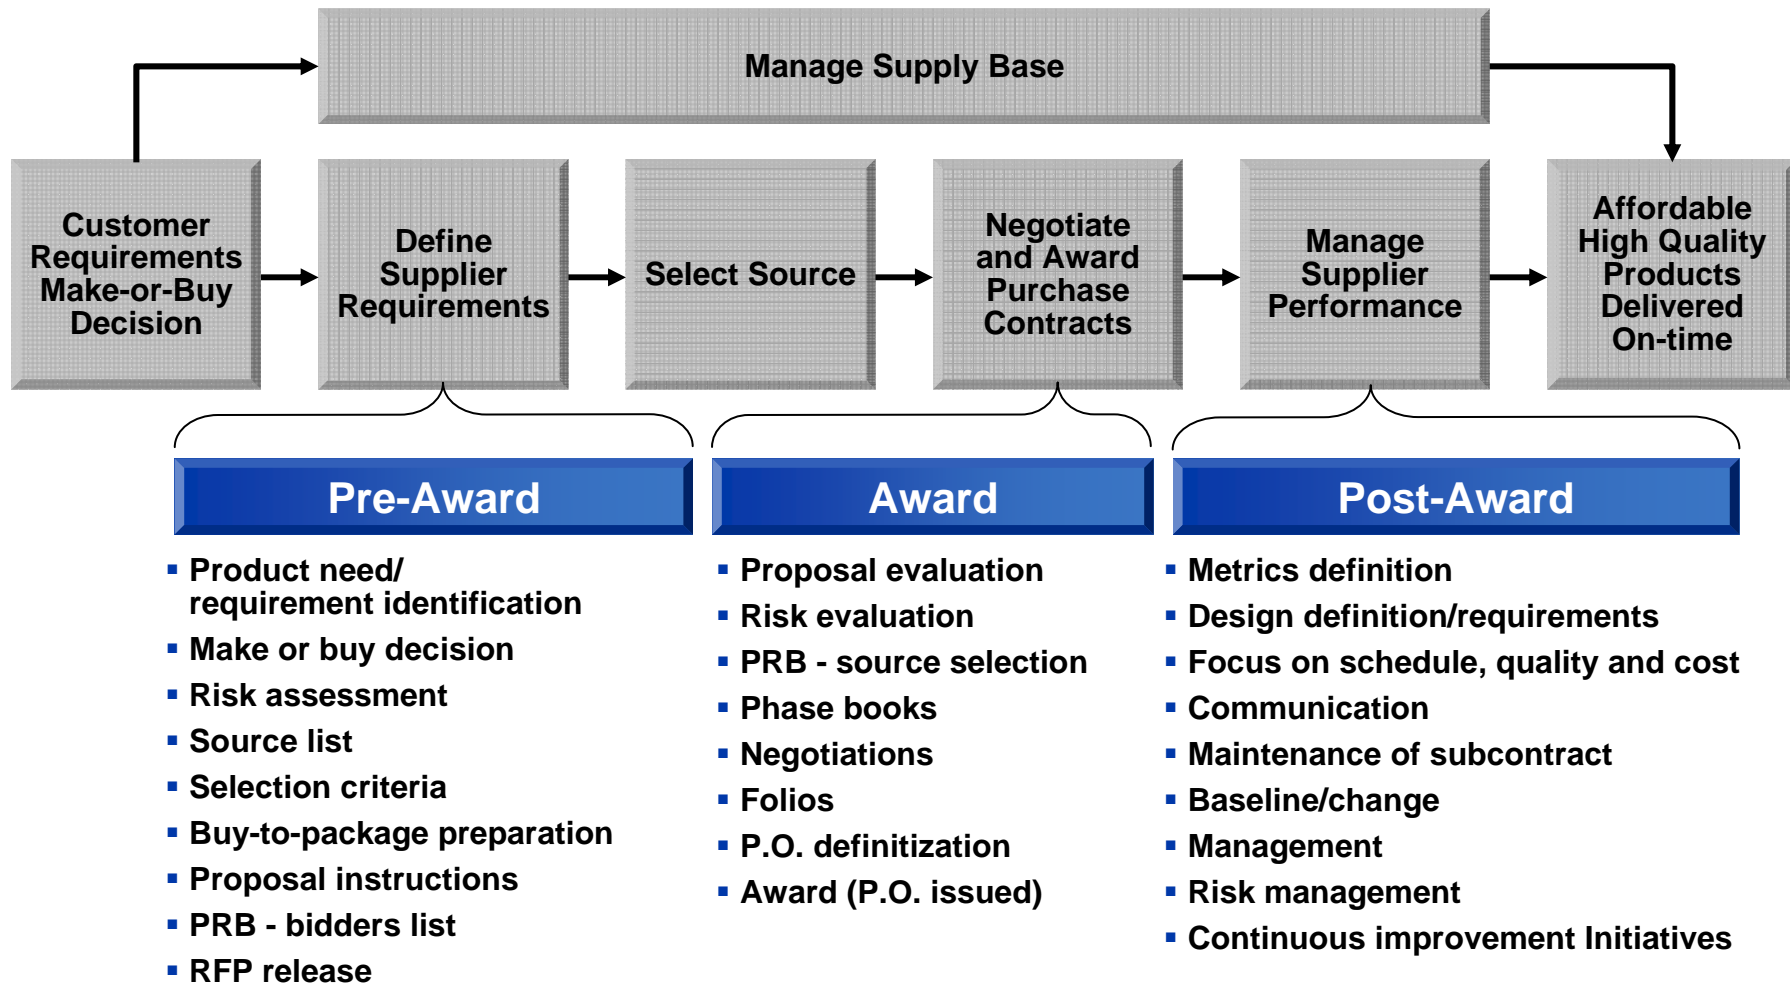 Manage Supply Base
Customer
Requirements
Make-or-Buy
Decision
Define
Supplier
Requirements
Select Source
Negotiate
and Award
Purchase
Contracts
Manage
Supplier
Performance
Affordable
High Quality
Products
Delivered
On-time
Pre-Award
Product need/
requirement identification
Make or buy decision
Risk assessment
Source list
Selection criteria
Buy-to-package preparation
Proposal instructions
PRB - bidders list
RFP release
Award
Proposal evaluation
Risk evaluation
PRB - source selection
Phase books
Negotiations
Folios
P.O. definitization
Award (P.O. issued)
Post-Award
Metrics definition
Design definition/requirements
Focus on schedule, quality and cost
Communication
Maintenance of subcontract
Baseline/change
Management
Risk management
Continuous improvement Initiatives